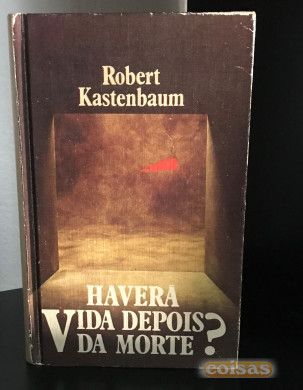 Robert
Kastenbaum
HAVERÁ
VIDA DEPOIS
DA MORTE?
coisas